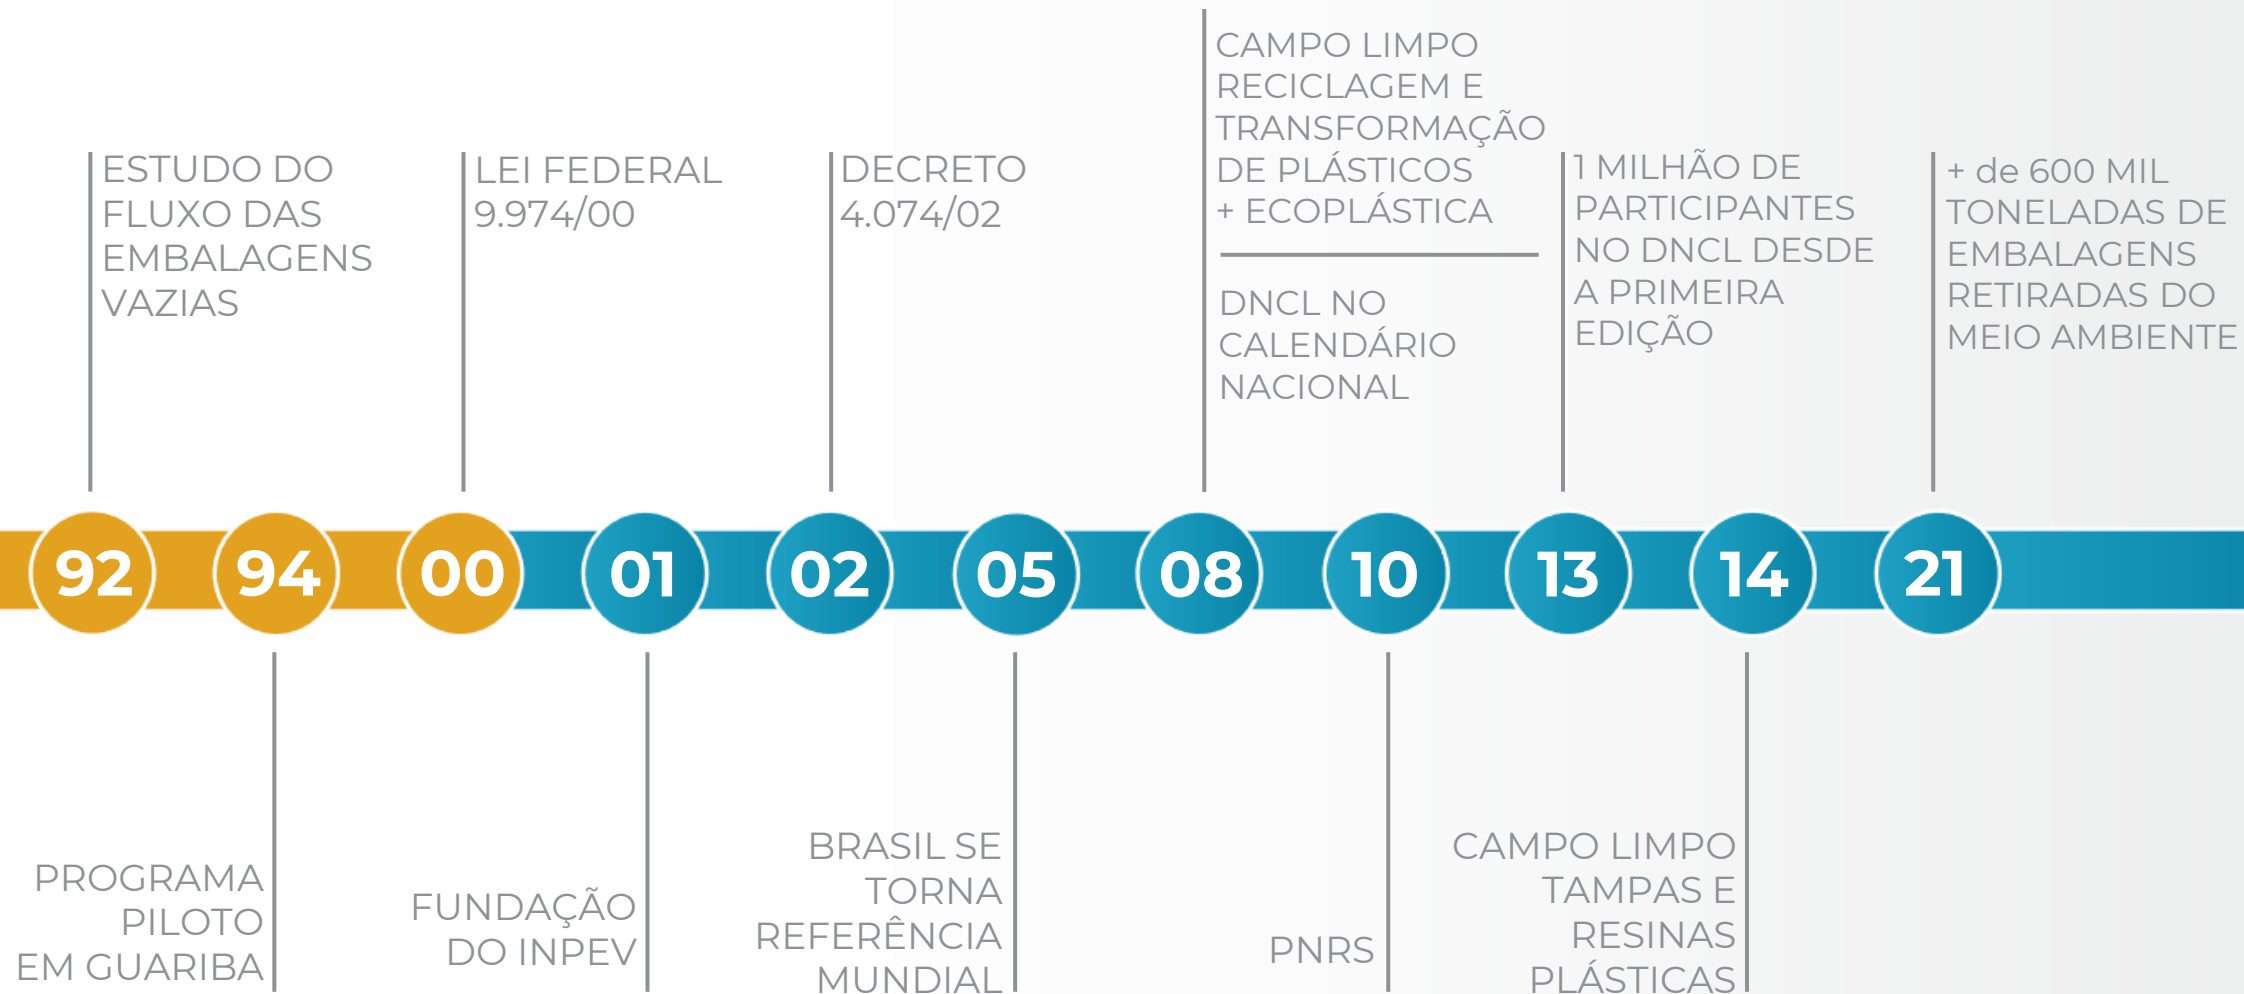 ESTUDO DO
FLUXO DAS
EMBALAGENS
VAZIAS
LEI FEDERAL
9.974/00
DECRETO
4.074/02
CAMPO LIMPO
RECICLAGEM E
TRANSFORMAÇÃO
DE PLÁSTICOS
+ ECOPLÁSTICA
DNCL NO
CALENDÁRIO
NACIONAL
1 MILHÃO DE
PARTICIPANTES
NO DNCL DESDE
A PRIMEIRA
EDIÇÃO
+ de 600 MIL
TONELADAS DE
EMBALAGENS
RETIRADAS DO
MEIO AMBIENTE
92 94 00 01 02 05 08 10 13 14 21
PROGRAMA
PILOTO
EM GUARIBA
FUNDAÇÃO
DO INPEV
BRASIL SE
TORNA
REFERÊNCIA
MUNDIAL
PNRS
CAMPO LIMPO
TAMPAS E
RESINAS
PLÁSTICAS